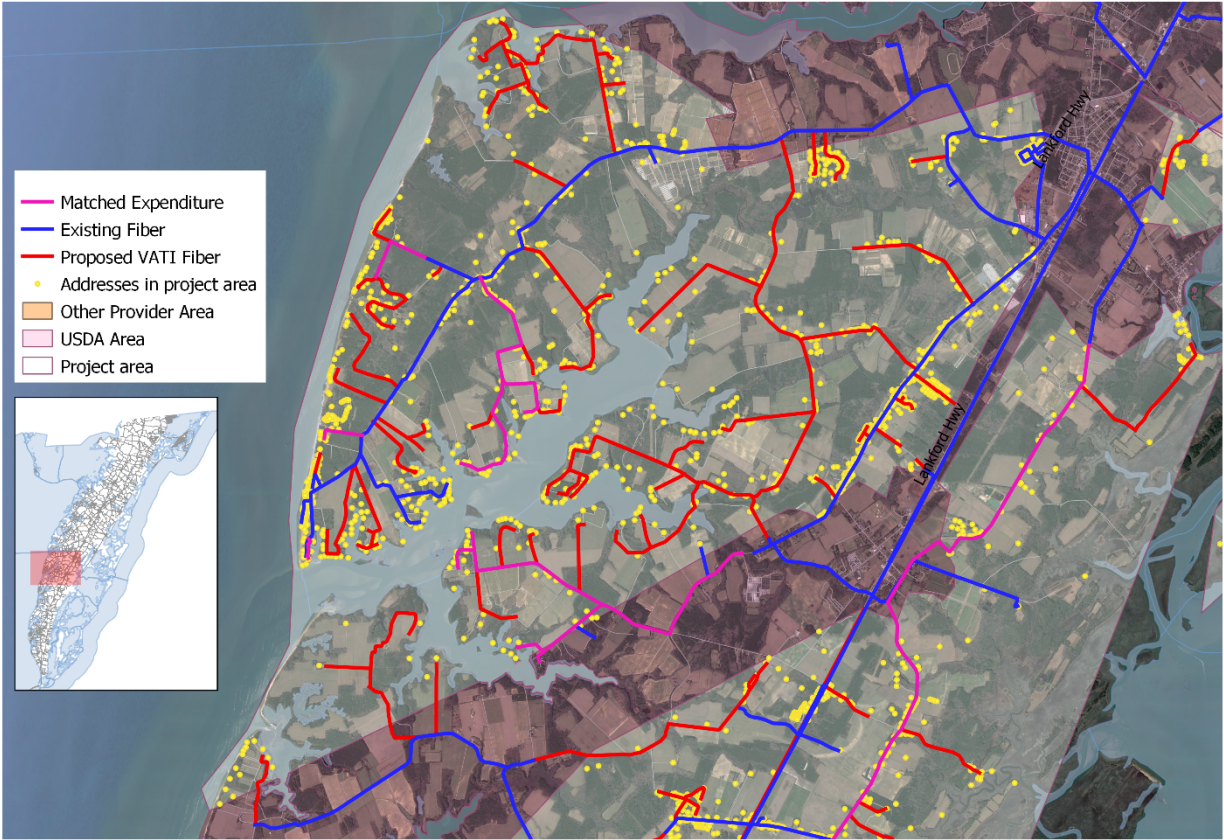 Matched Expenditure
Existing Fiber
Proposed VATI Fiber
Addresses in project area
Other Provider Area
USDA Area
Project area
Lankford Hwy
Lankford Hwy